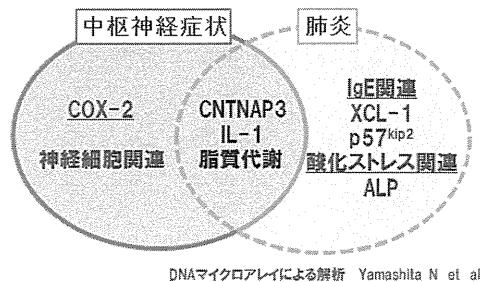 中枢神経症状
肺炎
COX-2
神経細胞関連
CNTNAP3
IL-1
脂質代謝
IgE関連
XCL-1
p57kip2
酸化ストレス関連
ALP
DNAマイクロアレイによる解析 Yamashita N et al